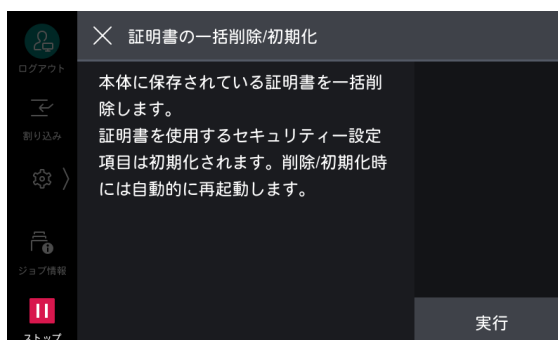 証明書の一括削除/初期化
ログアウト
割り込み
ジョブ情報
ストップ
本体に保存されている証明書を一括削
除します。
証明書を使用するセキュリティー設定
項目は初期化されます。削除/初期化時
には自動的に再起動します。
実行